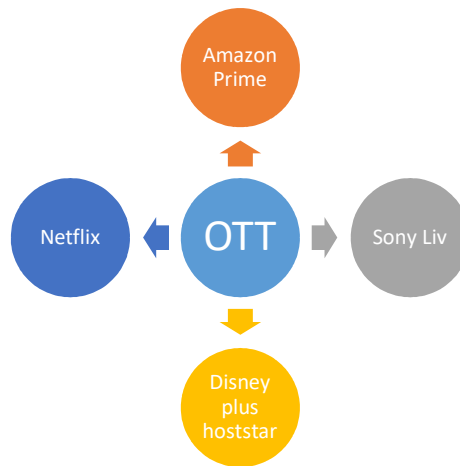 Amazon
Prime
Netflix
OTT
Sony Liv
Disney
plus
hoststar